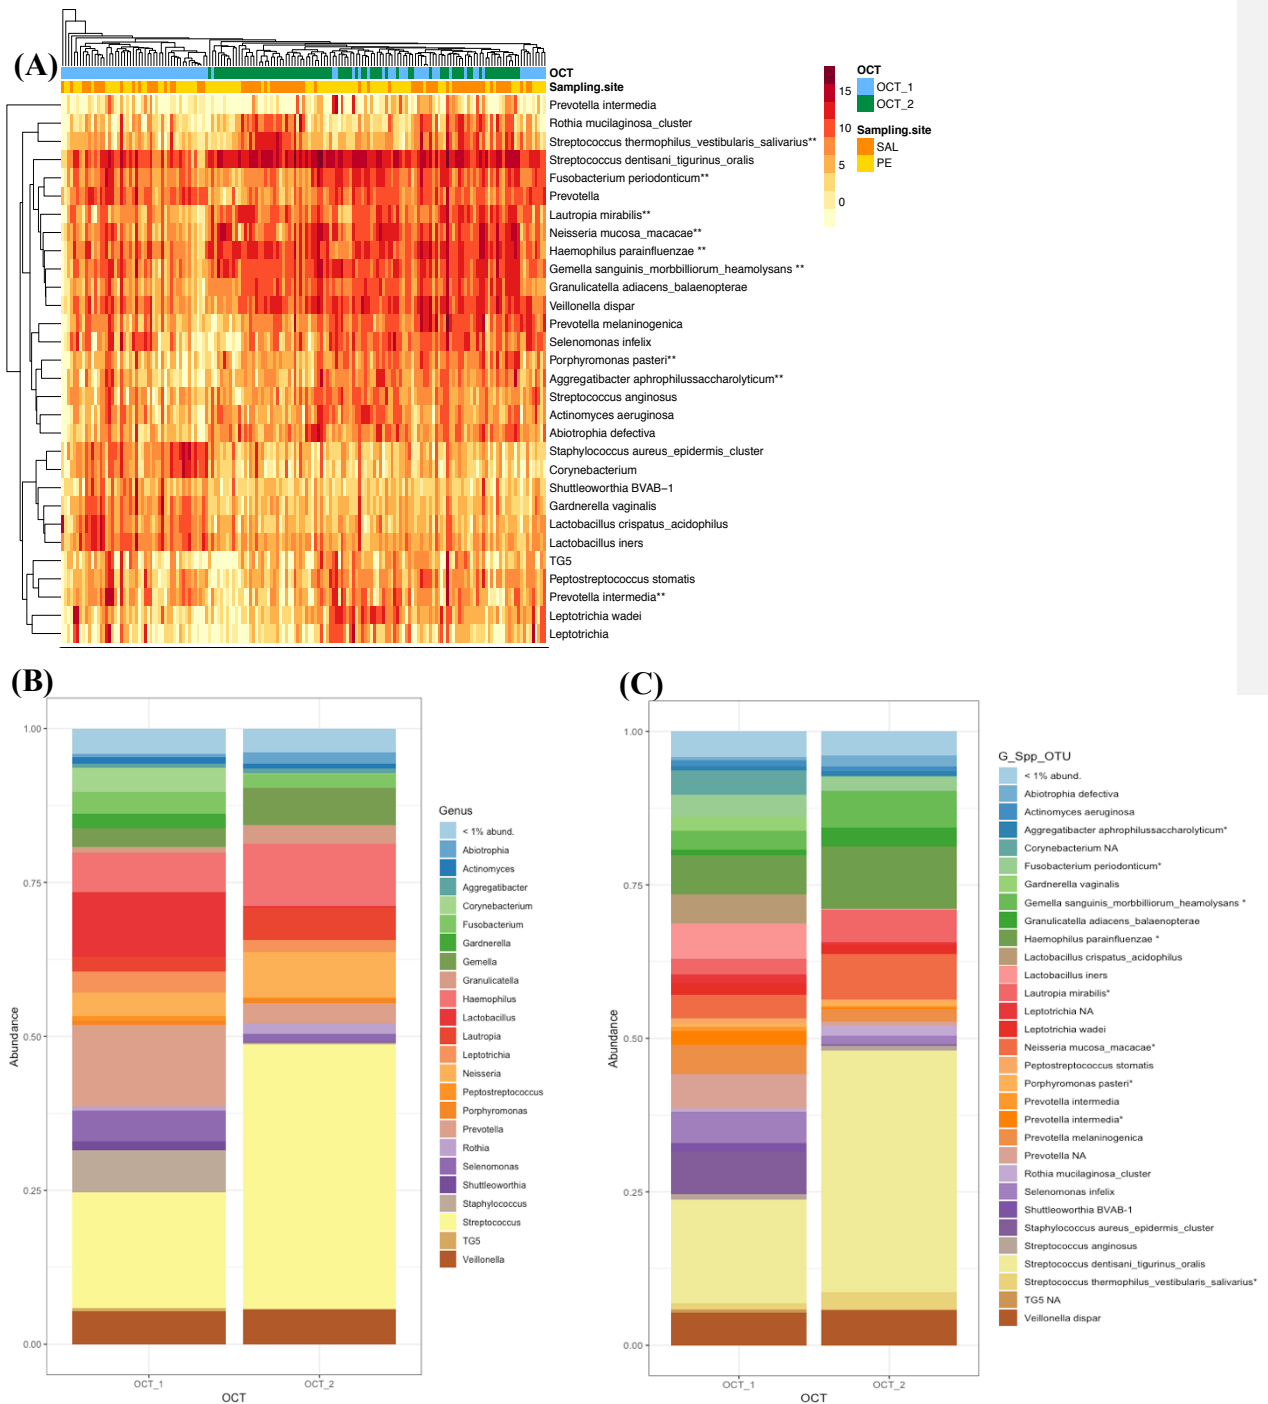 (A)
OCT
Sampling.site
Prevotella intermedia
Rothia mucilaginosa_cluster
Streptococcus thermophilus_vestibularis_salivarius**
Streptococcus dentisani_tigurinus_oralis
Fusobacterium periodonticum**
Prevotella
Lautropia mirabilis**
Neisseria mucosa_macacae**
Haemophilus parainfluenzae **
Gemella sanguinis_morbbilliorum_heamolysans **
Granulicatella adiacens_balaenopterae
Veillonella dispar
Prevotella melaninogenica
Selenomonas infelix
Porphyromonas pasteri**
Aggregatibacter aphrophilussaccharolyticum**
Streptococcus anginosus
Actinomyces aeruginosa
Abiotrophia defectiva
Staphylococcus aureus_epidermis_cluster
Corynebacterium
Shuttleoworthia BVAB−1
Gardnerella vaginalis
Lactobacillus crispatus_acidophilus
Lactobacillus iners
TG5
Peptostreptococcus stomatis
Prevotella intermedia**
Leptotrichia wadei
Leptotrichia
15
10
5
0
OCT
OCT_1
OCT_2
Sampling.site
SAL
PE
(B)
1.00
0.75
0.50
0.25
0.00
Abundance
OCT_1
OCT_2
OCT
Genus
< 1% abund.
Abiotrophia
Actinomyces
Aggregatibacter
Corynebacterium
Fusobacterium
Gardnerella
Gemella
Granulicatella
Haemophilus
Lactobacillus
Lautropia
Leptotrichia
Neisseria
Peptostreptococcus
Porphyromonas
Prevotella
Rothia
Selenomonas
Shuttleoworthia
Staphylococcus
Streptococcus
TG5
Veillonella
(C)
1.00
0.75
0.50
0.25
0.00
Abundance
OCT_1
OCT_2
OCT
G_Spp_OTU
< 1% abund.
Abiotrophia defectiva
Actinomyces aeruginosa
Aggregatibacter aphrophilussaccharolyticum*
Corynebacterium NA
Fusobacterium periodonticum*
Gardnerella vaginalis
Gemella sanguinis_morbbilliorum_heamolysans *
Granulicatella adiacens_balaenopterae
Haemophilus parainfluenzae *
Lactobacillus crispatus_acidophilus
Lactobacillus iners
Lautropia mirabilis*
Leptotrichia NA
Leptotrichia wadei
Neisseria mucosa_macacae*
Peptostreptococcus stomatis
Porphyromonas pasteri*
Prevotella intermedia
Prevotella intermedia*
Prevotella melaninogenica
Prevotella NA
Rothia mucilaginosa_cluster
Selenomonas infelix
Shuttleoworthia BVAB-1
Staphylococcus aureus_epidermis_cluster
Streptococcus anginosus
Streptococcus dentisani_tigurinus_oralis
Streptococcus thermophilus_vestibularis_salivarius*
TG5 NA
Veillonella dispar